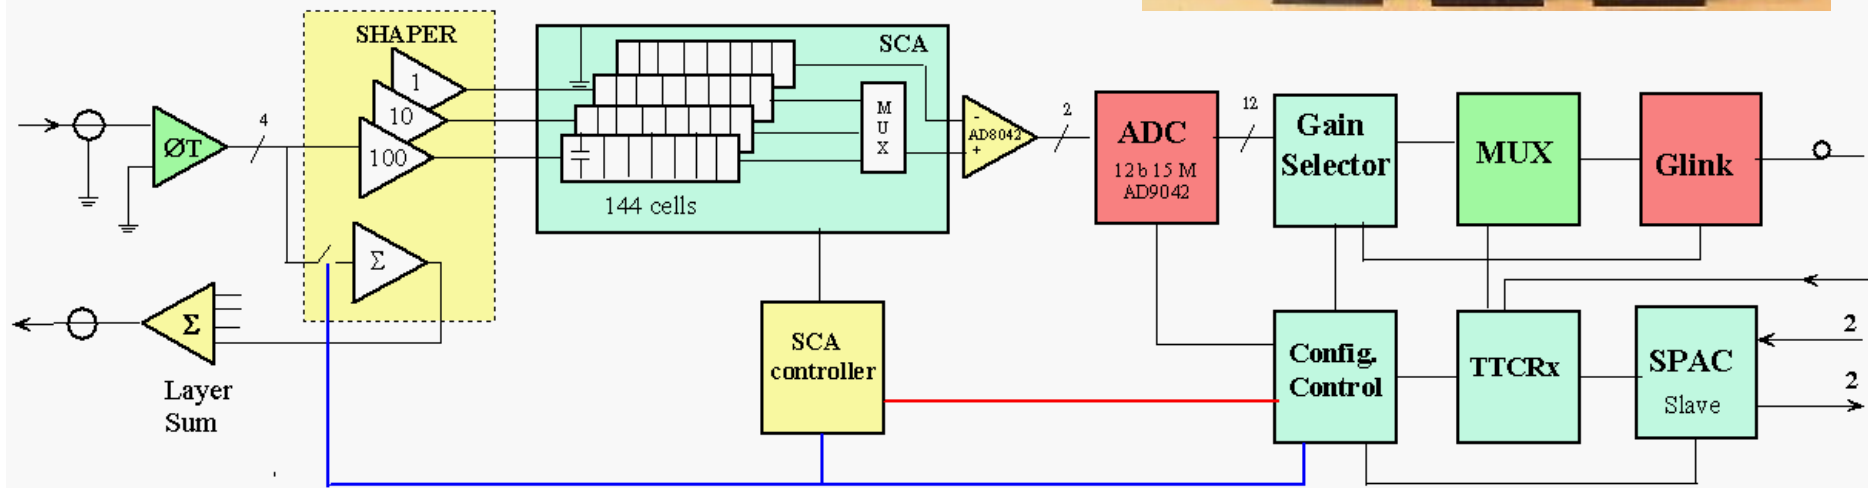 SHAPER
SCA
1
10
100
4
ØT
M
U
X
-
AD8042
+
2
ADC
12b 15 M
AD9042
12
Gain
Selector
MUX
Glink
144 cells
Σ
Σ
Layer
Sum
SCA
controller
Config.
Control
TTCRx
SPAC
Slave
2
2